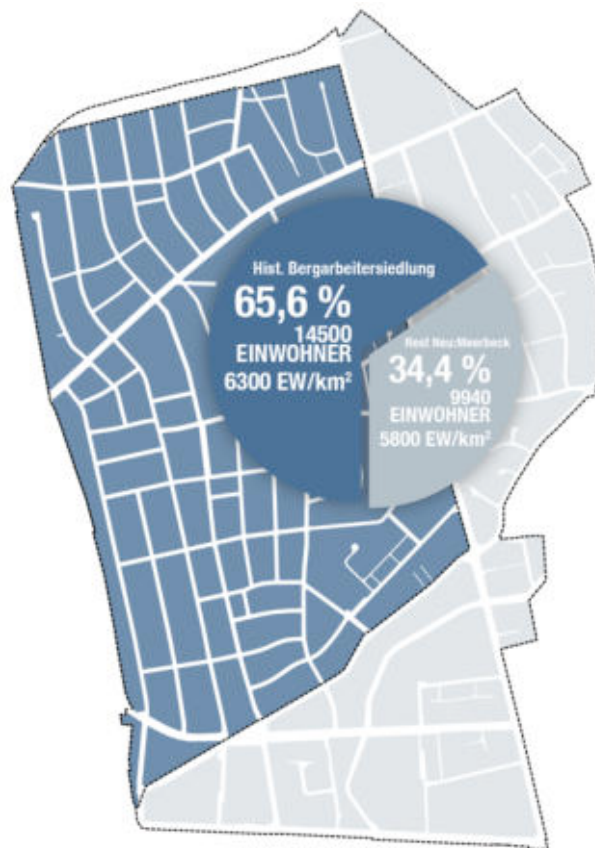 Hist. Bergarbeitersiedlung
65,6 %
14500
EINWOHNER
6300 EW/km²
Rest Neu:Meerbeck
34,4 %
9940
EINWOHNER
5800 EW/km²